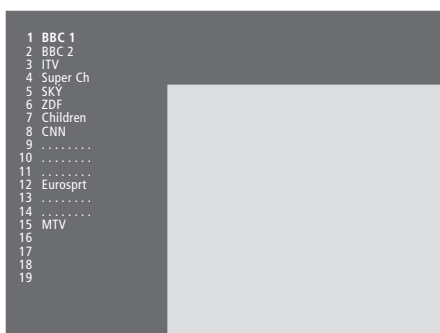 1 BBC 1
2 BBC 2
3 ITV
4 Super Ch
5 SKY
6 ZDF
7 Children
8 CNN
9 . . . . . . . .
10 . . . . . . . .
11 . . . . . . . .
12 Eurosprt
13 . . . . . . . .
14 . . . . . . . .
15 MTV
16
17
18
19